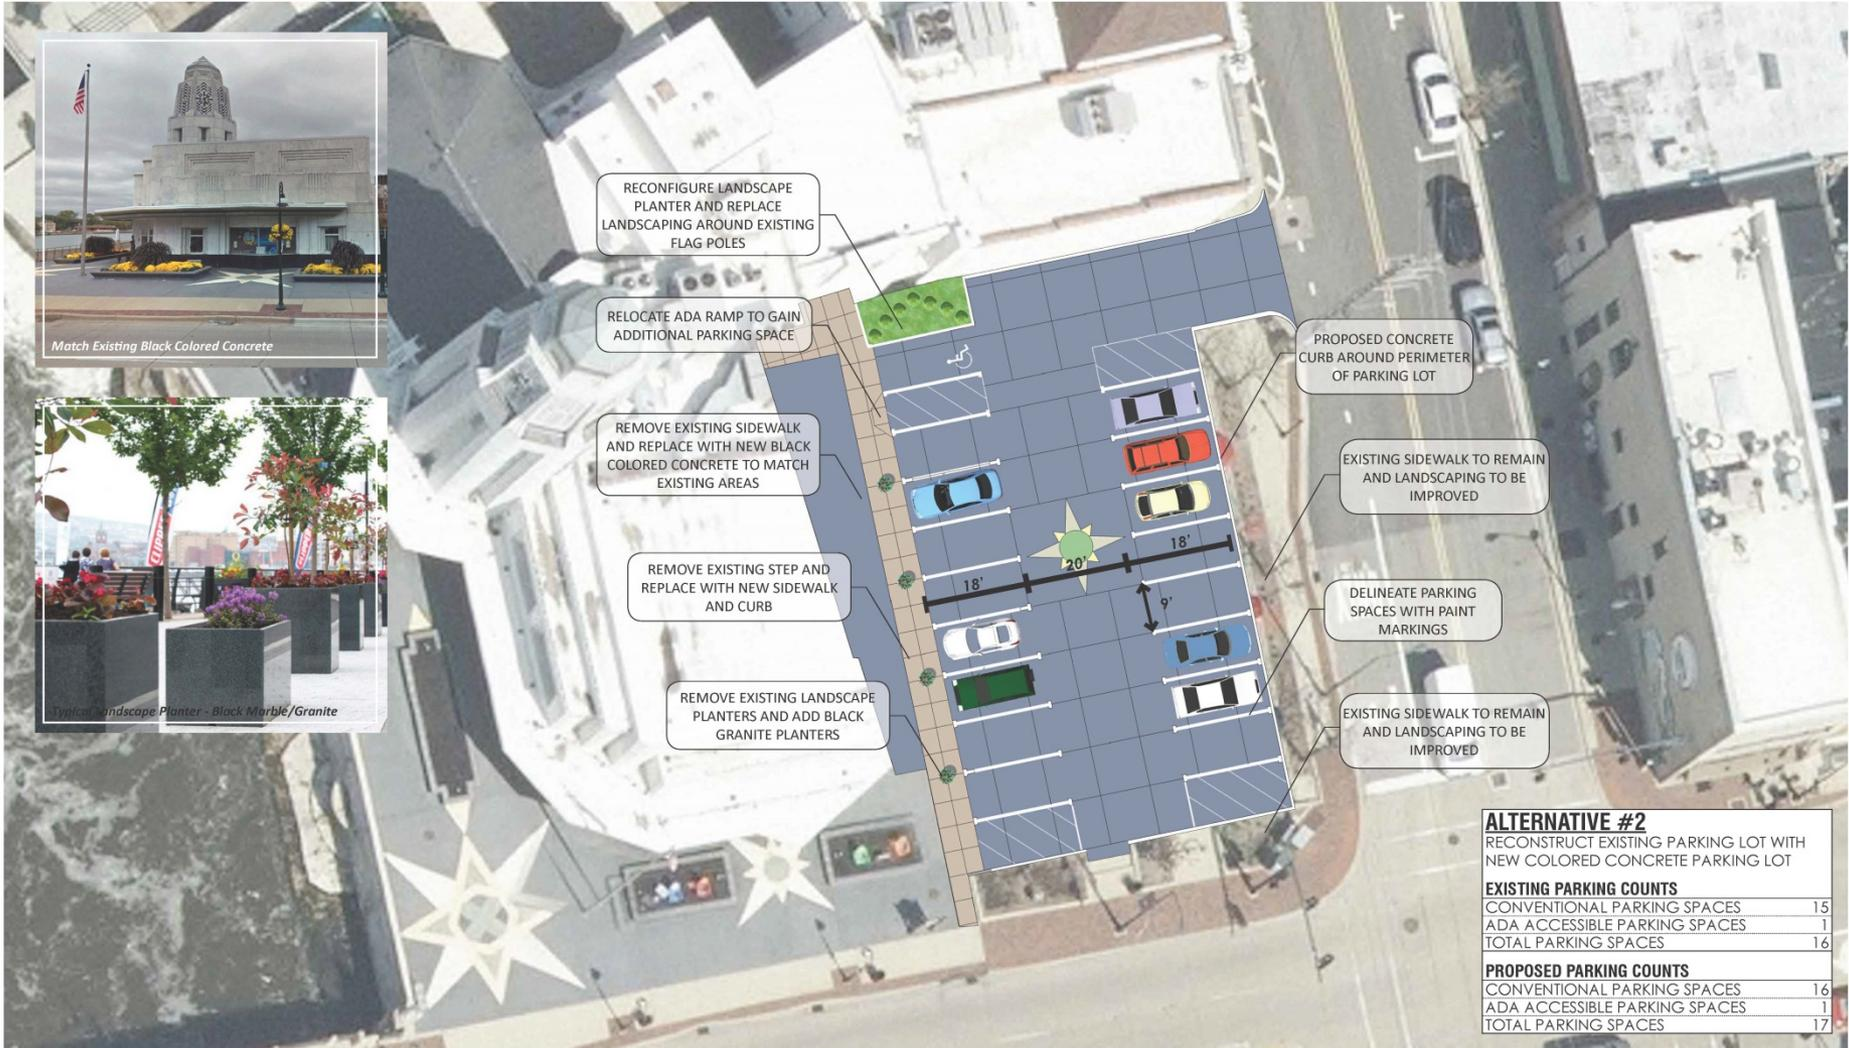 Match Existing Black Colored Concrete
CLIPPE
CLIPPE
Typical Landscape Planter - Black Marble/Granite
RECONFIGURE LANDSCAPE
PLANTER AND REPLACE
LANDSCAPING AROUND EXISTING
FLAG POLES
RELOCATE ADA RAMP TO GAIN
ADDITIONAL PARKING SPACE
REMOVE EXISTING SIDEWALK
AND REPLACE WITH NEW BLACK
COLORED CONCRETE TO MATCH
EXISTING AREAS
REMOVE EXISTING STEP AND
REPLACE WITH NEW SIDEWALK
AND CURB
REMOVE EXISTING LANDSCAPE
PLANTERS AND ADD BLACK
GRANITE PLANTERS
18'
20'
18'
9'
PROPOSED CONCRETE
CURB AROUND PERIMETER
OF PARKING LOT
EXISTING SIDEWALK TO REMAIN
AND LANDSCAPING TO BE
IMPROVED
DELINEATE PARKING
SPACES WITH PAINT
MARKINGS
EXISTING SIDEWALK TO REMAIN
AND LANDSCAPING TO BE
IMPROVED
ALTERNATIVE #2
RECONSTRUCT EXISTING PARKING LOT WITH
NEW COLORED CONCRETE PARKING LOT
EXISTING PARKING COUNTS
CONVENTIONAL PARKING SPACES 15
ADA ACCESSIBLE PARKING SPACES 1
TOTAL PARKING SPACES 16
PROPOSED PARKING COUNTS
CONVENTIONAL PARKING SPACES 16
ADA ACCESSIBLE PARKING SPACES 1
TOTAL PARKING SPACES 17